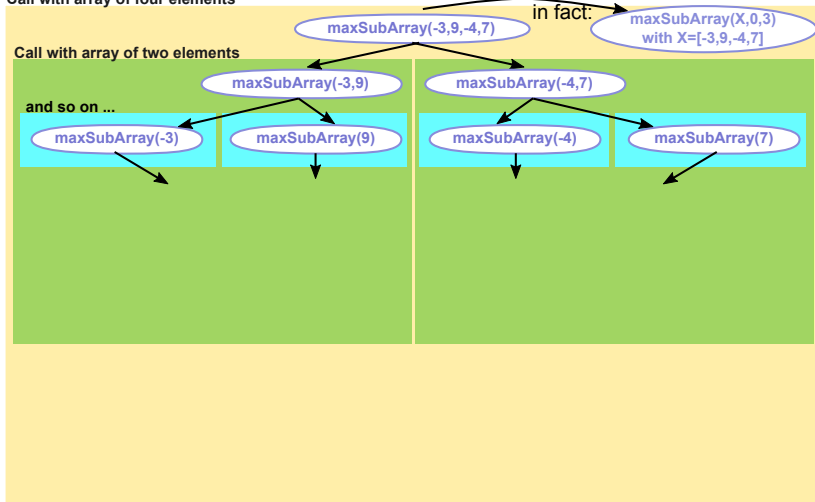 Call with array of four elements
maxSubArray(-3,9,-4,7)
in fact:
maxSubArray(X,0,3)
with X=[-3,9,-4,7]
Call with array of two elements
maxSubArray(-3,9)
maxSubArray(-4,7)
and so on ...
maxSubArray(-3)
maxSubArray(9)
maxSubArray(-4)
maxSubArray(7)